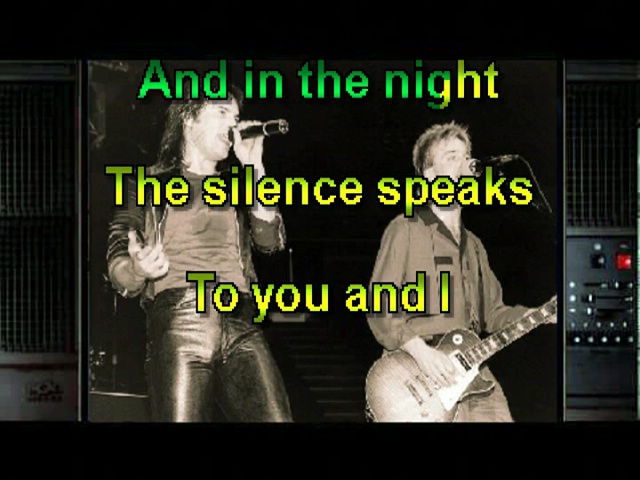 And in the night
The silence speaks
To you and I